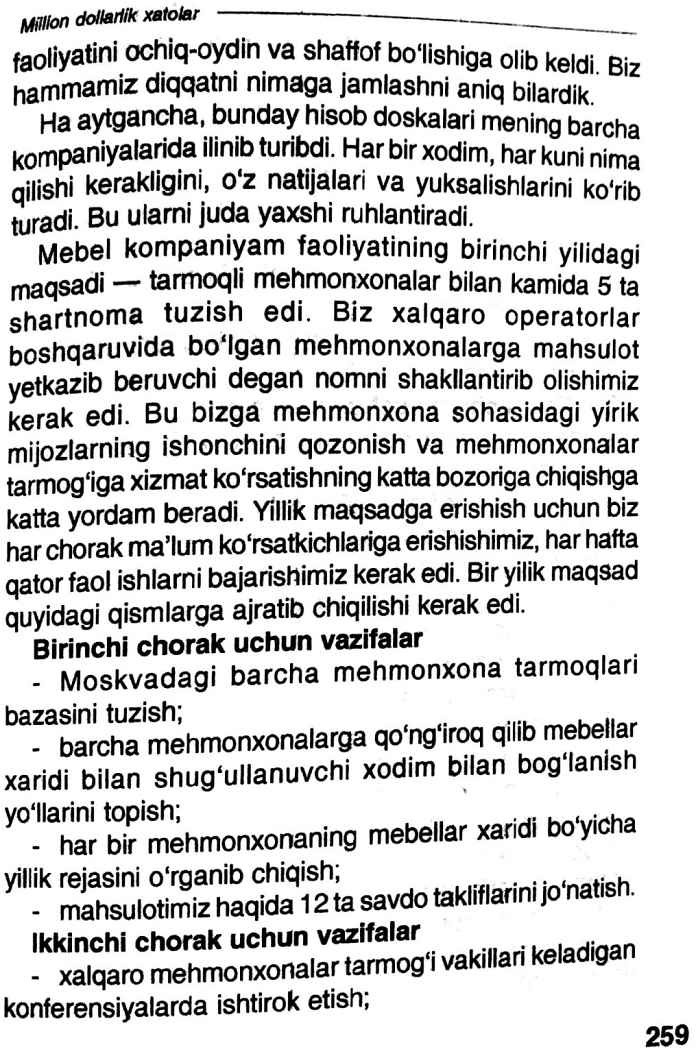 Million dollarlik xatolar
faoliyatini ochiq-oydin va shaffof bo‘lishiga olib keldi. Biz
hammamiz diqqatni nimaga jamlashni aniq bilardik.
Ha aytgancha, bunday hisob doskalari mening barcha
kompaniyalarida ilinib turibdi. Har bir xodim, har kuni nima
qilishi kerakligini, o‘z natijalari va yuksalishlarini ko‘rib
turadi. Bu ularni juda yaxshi ruhlantiradi.
Mebel kompaniyam faoliyatining birinchi yilidagi
maqsadi — tarmoqli mehmonxonalar bilan kamida 5 ta
shartnoma tuzish edi. Biz xalqaro operatorlar
boshqaruvida bo‘lgan mehmonxonalarga mahsulot
yetkazib beruvchi degan nomni shakllantirib olishimiz
kerak edi. Bu bizga mehmonxona sohasidagi yirik
mijozlarning ishonchini qozonish va mehmonxonalar
tarmog‘iga xizmat ko‘rsatishning katta bozoriga chiqishga
katta yordam beradi. Yillik maqsadga erishish uchun biz
har chorak ma’lum ko‘rsatkichlariga erishishimiz, har hafta
qator faol ishlarni bajarishimiz kerak edi. Bir yilik maqsad
quyidagi qismlarga ajratib chiqilishi kerak edi.
Birinchi chorak uchun vazifalar
- Moskvadagi barcha mehmonxona tarmoqlari
bazasini tuzish;
- barcha mehmonxonalarga qo‘ng‘iroq qilib mebellar
xaridi bilan shug‘ullanuvchi xodim bilan bog‘lanish
yo‘llarini topish;
- har bir mehmonxonaning mebellar xaridi bo‘yicha
yillik rejasini o‘rganib chiqish;
- mahsulotimiz haqida 12 ta savdo takliflarini jo‘natish.
Ikkinchi chorak uchun vazifalar
- xalqaro mehmonxonalar tarmog‘i vakillari keladigan
konferensiyalarda ishtirok etish;
259